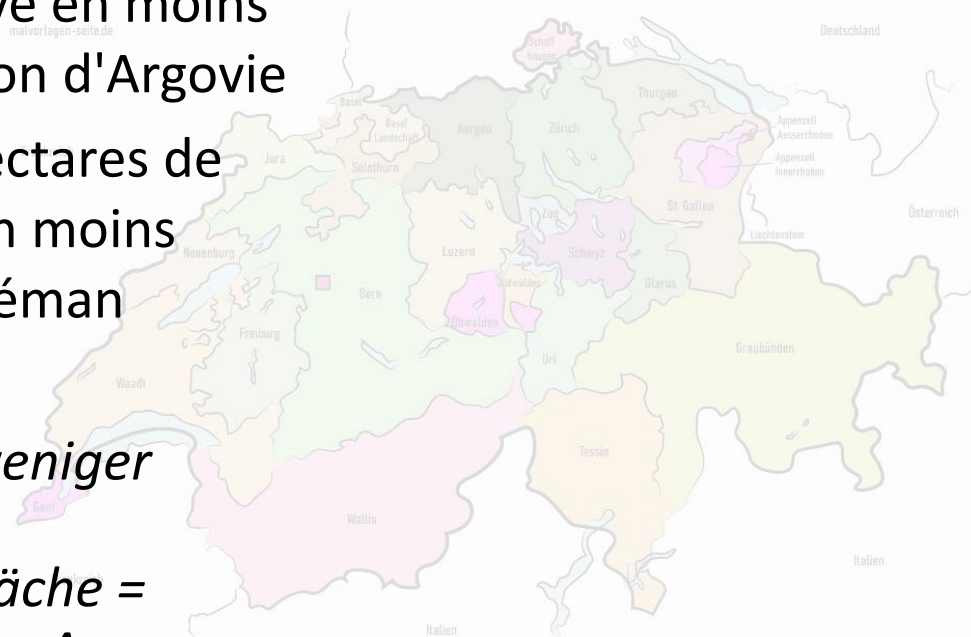 ve en moins
on d'Argovie
ectares de
n moins
éman
weniger
äche =
malvorlagen-seite.de
Deutschland
Schaff
hausen
Thurgau
Basel
Basel
Landschaft
Aargau
Zürich
Appenzell
Ausserrhoden
Appenzell
Innerrhoden
Jura
Solothurn
St. Gallen
Österreich
Zug
Liechtenstein
Neuenburg
Luzern
Schwyz
Glarus
Nidwalden
Bern
Obwalden
Freiburg
Uri
Graubünden
Waadt
Tessin
Genf
Wallis
Italien
Italien